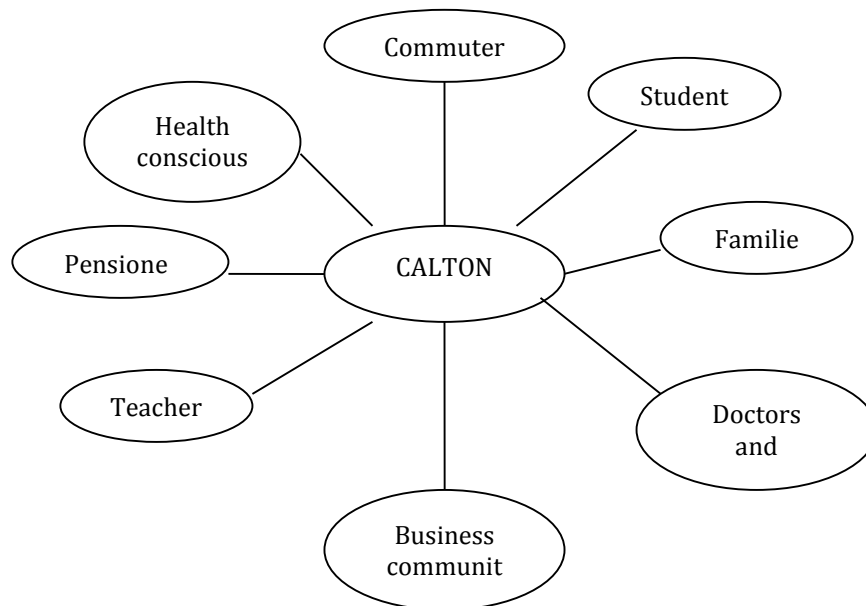 Commuter
Student
Health
conscious
Familie
CALTON
Pensione
Teacher
Doctors
and
Business
communit